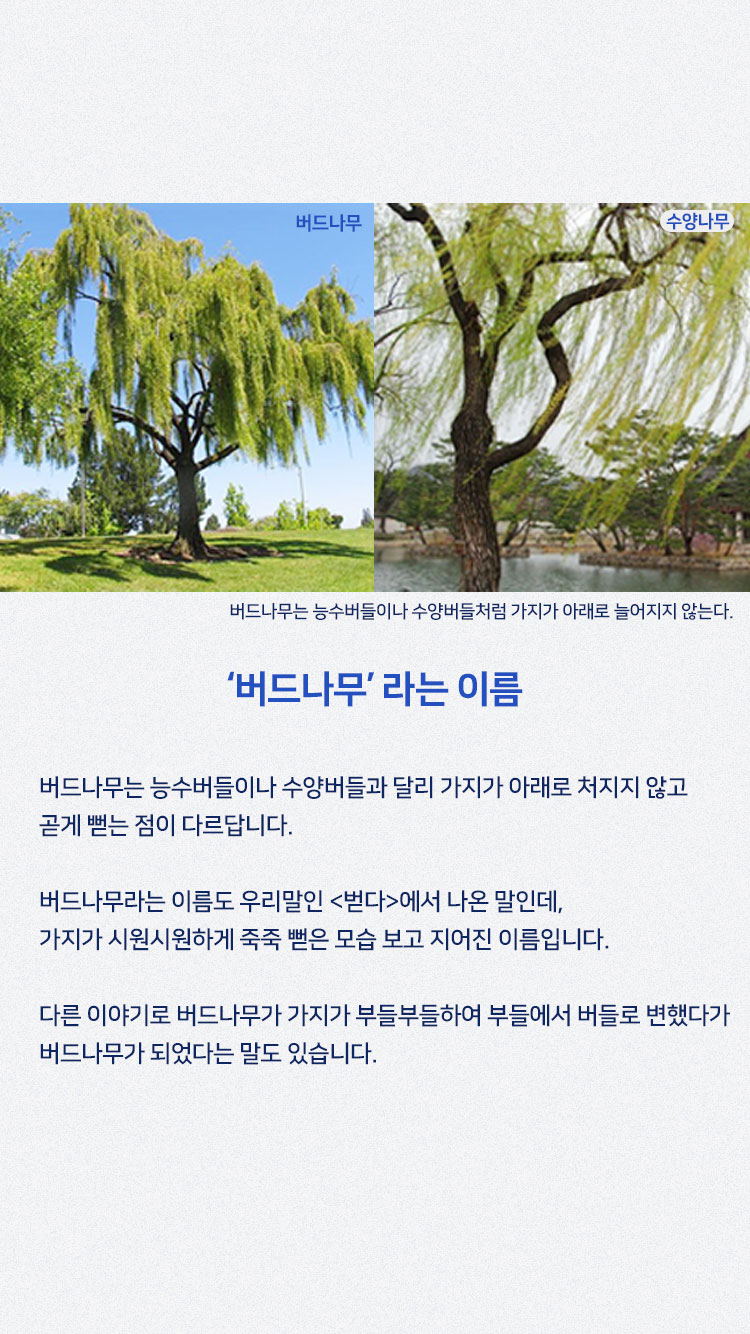 버드나무
수양나무
버드나무는 능수버들이나 수양버들처럼 가지가 아래로 늘어지지 않는다.
‘버드나무’ 라는 이름
버드나무는 능수버들이나 수양버들과 달리 가지가 아래로 처지지 않고
곧게 뻗는 점이 다르답니다.
버드나무라는 이름도 우리말인 <벋다>에서 나온 말인데,
가지가 시원시원하게 죽죽 뻗은 모습 보고 지어진 이름입니다.
다른 이야기로 버드나무가 가지가 부들부들하여 부들에서 버들로 변했다가
버드나무가 되었다는 말도 있습니다.